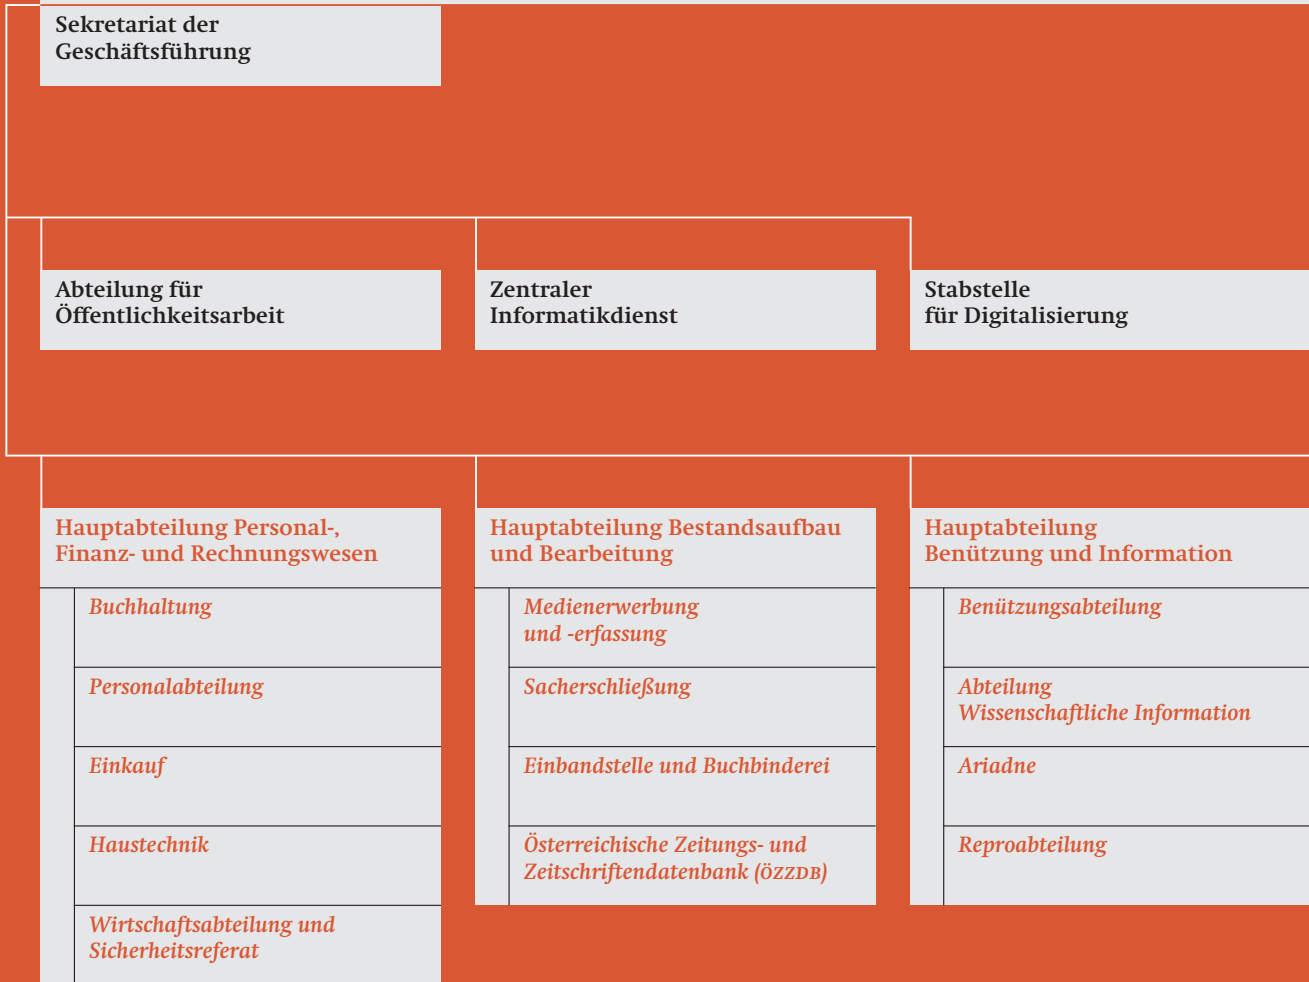 Sekretariat der
Geschäftsführung
Abteilung für
Öffentlichkeitsarbeit
Zentraler
Informatikdienst
Stabstelle
für Digitalisierung
Hauptabteilung Personal-,
Finanz- und Rechnungswesen
Buchhaltung
Personalabteilung
Einkauf
Haustechnik
Wirtschaftsabteilung und
Sicherheitsreferat
Hauptabteilung Bestandsaufbau
und Bearbeitung
Medienerwerbung
und -erfassung
Sacherschließung
Einbandstelle und Buchbinderei
Österreichische Zeitungs- und
Zeitschriftendatenbank (ÖZZDB)
Hauptabteilung
Benützung und Information
Benützungsabteilung
Abteilung
Wissenschaftliche Information
Ariadne
Reproabteilung